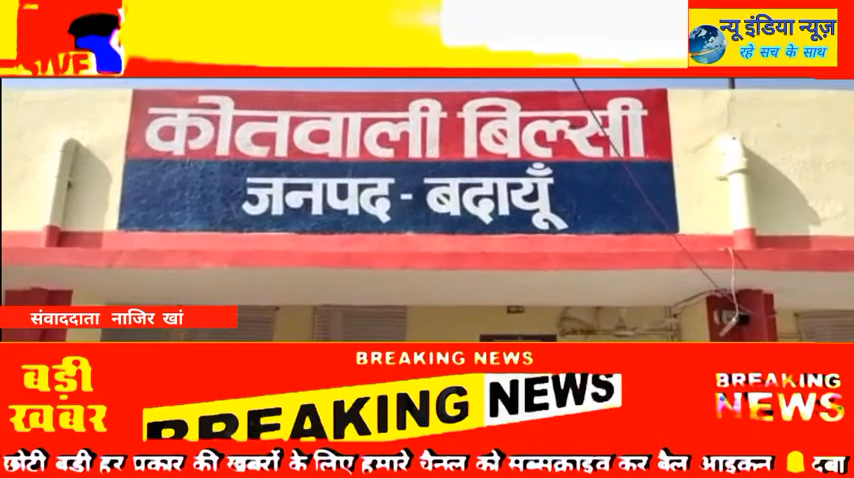 LIVE
न्यू इंडिया न्यूज़
रहे सच के साथ
कोतवाली बिल्सी
जनपद - बदायूँ
संवाददाता नाजिर खां
BREAKING NEWS
बड़ी
खबर
BREAKING NEWS
BREAKING
NEWS
छोटी बड़ी हर प्रकार की खबरों के लिए हमारे चैनल को सब्सक्राइब कर बैल आइकन 🔔 दबा